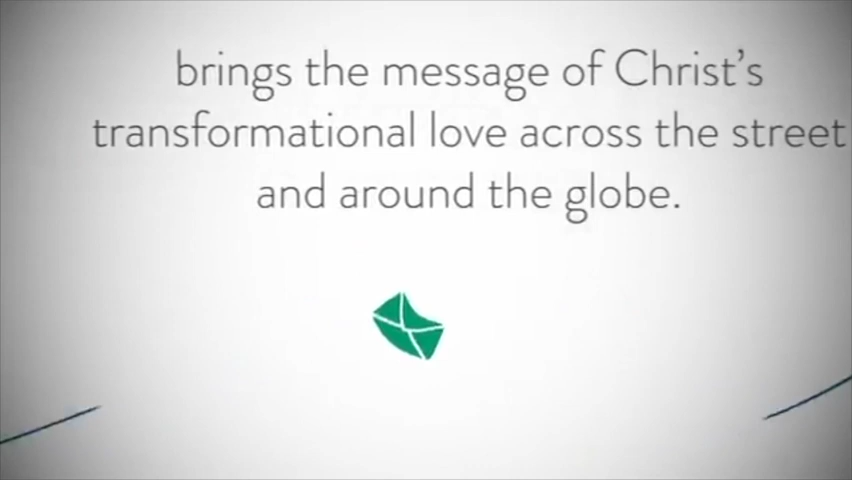 brings the message of Christ’s
transformational love across the street
and around the globe.